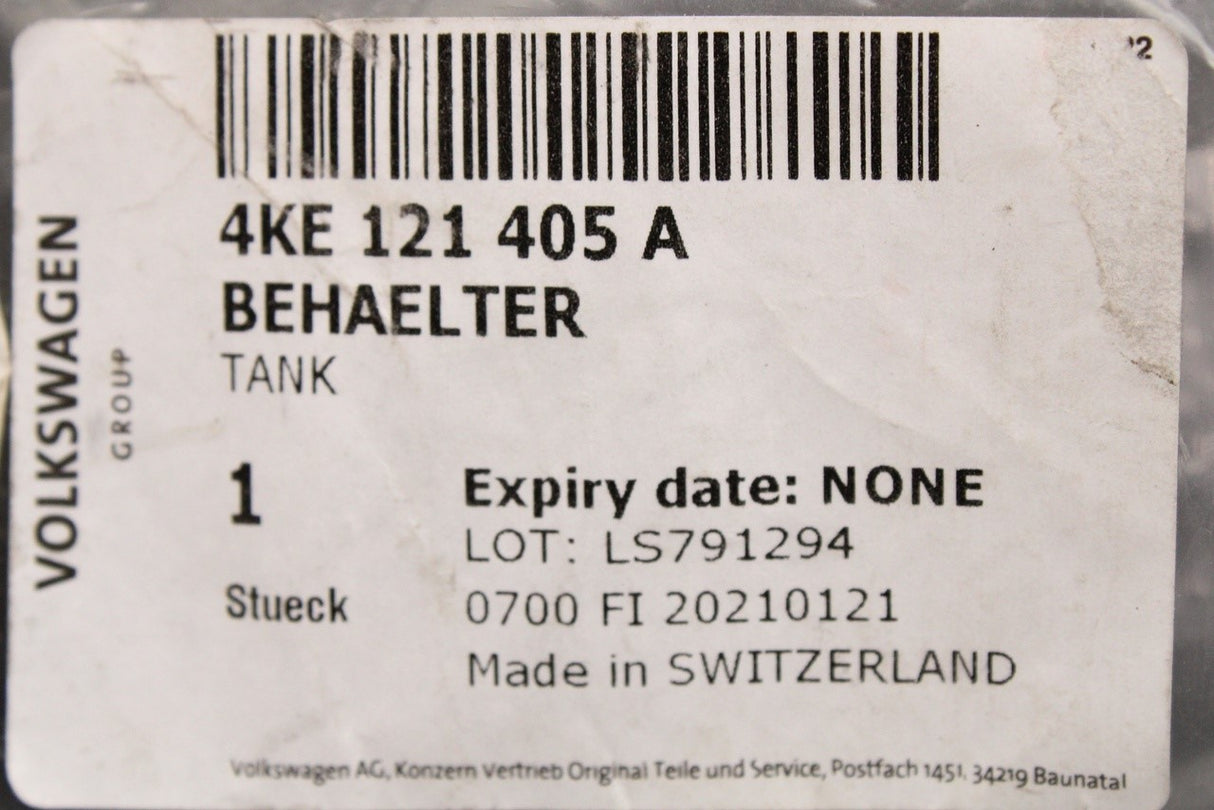 VOLKSWAGEN
GROUP
4KE 121 405 A
BEHAELTER
TANK
1
Stueck
Expiry date: NONE
LOT: LS791294
0700 FI 20210121
Made in SWITZERLAND
Volkswagen AG, Konzern Vertrieb Original Teile und Service, Postfach 1451, 34219 Baunatal